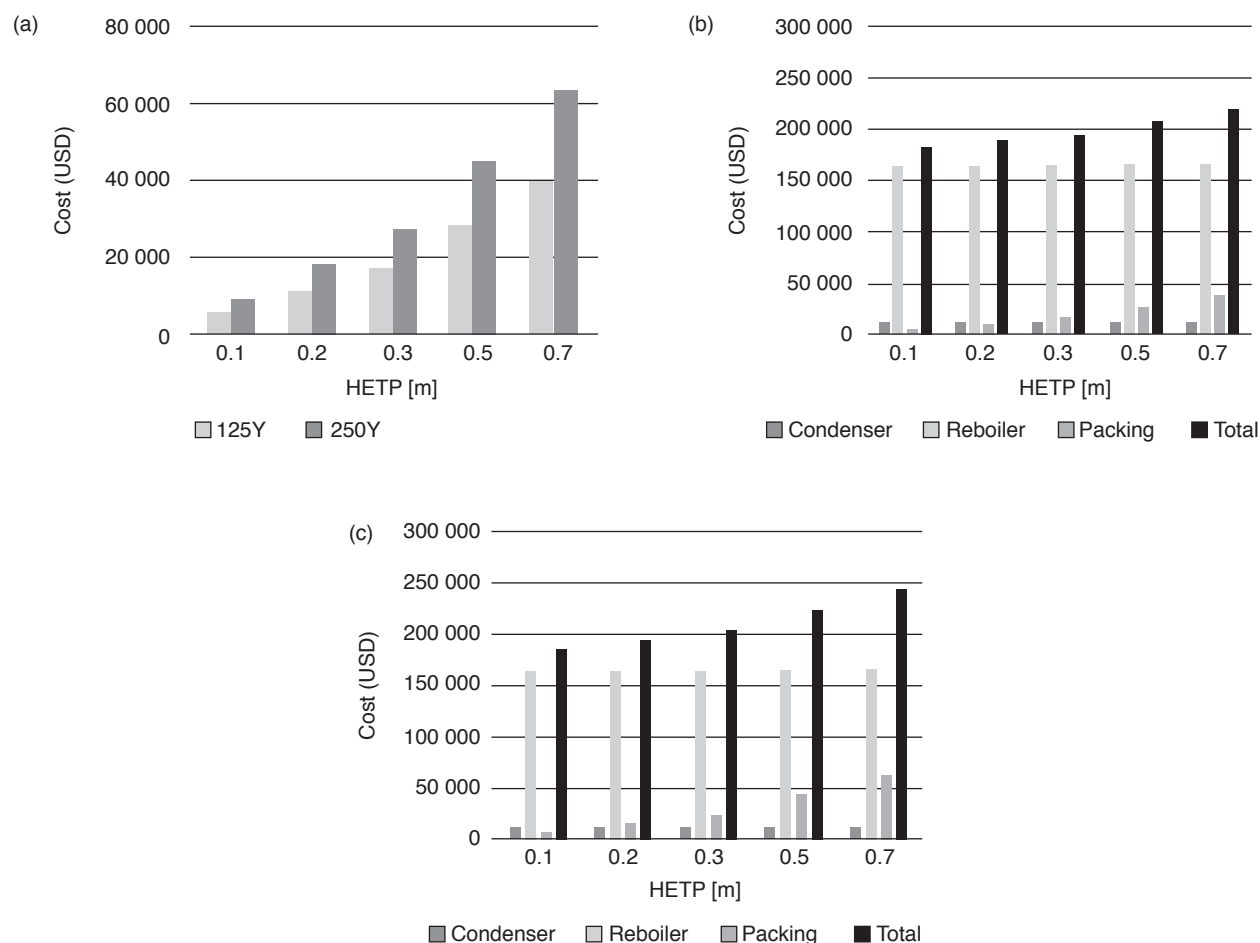 (a)
80 000
60 000
40 000
20 000
0
Cost (USD)
0.1 0.2 0.3 0.5 0.7
HETP [m]
125Y 250Y
(b)
300 000
250 000
200 000
150 000
100 000
50 000
0
Cost (USD)
0.1 0.2 0.3 0.5 0.7
HETP [m]
Condenser Reboiler Packing Total
(c)
300 000
250 000
200 000
150 000
100 000
50 000
0
Cost (USD)
0.1 0.2 0.3 0.5 0.7
HETP [m]
Condenser Reboiler Packing Total